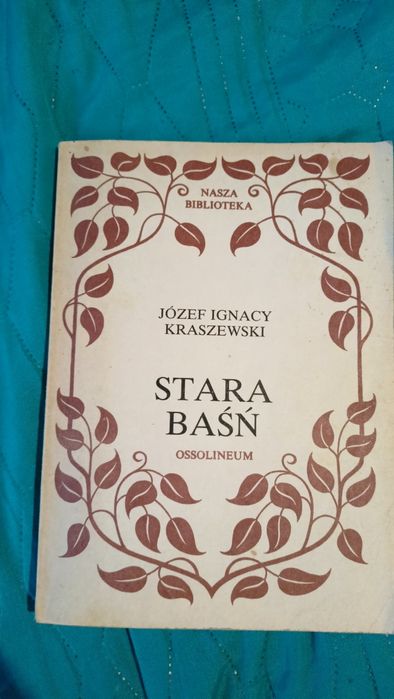 NASZA
BIBLIOTEKA
JÓZEF IGNACY
KRASZEWSKI
STARA
BAŚŃ
OSSOLINEUM